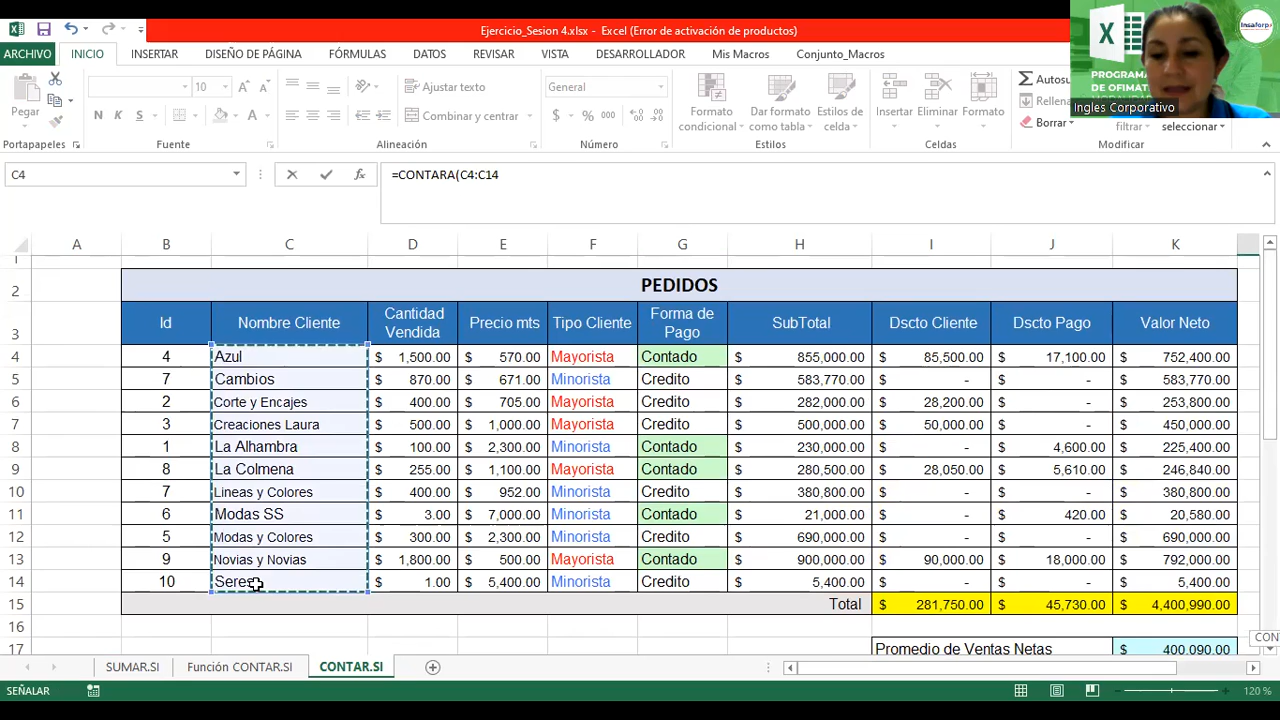 Ejercicio_Sesion 4.xlsx - Excel (Error de activación de productos)
ARCHIVO INICIO INSERTAR DISEÑO DE PÁGINA FÓRMULAS DATOS REVISAR VISTA DESARROLLADOR Mis Macros Conjunto_Macros
insaforp
PROGRAMA
DE OFIMAT
Ingles Corporativo
Pegar
10
N K S
Ajustar texto
Combinar y centrar
General
$ % 000
Formato condicional
Dar formato como tabla
Estilos de celda
Insertar Eliminar Formato
Autosu
Rellena
Borrar
filtrar seleccionar
Portapapeles Fuente Alineación Número Estilos Celdas Modificar
C4 =CONTARA(C4:C14
A B C D E F G H I J K
1
2 PEDIDOS
3 Id Nombre Cliente Cantidad Vendida Precio mts Tipo Cliente Forma de Pago SubTotal Dscto Cliente Dscto Pago Valor Neto
4 4 Azul $ 1,500.00 $ 570.00 Mayorista Contado $ 855,000.00 $ 85,500.00 $ 17,100.00 $ 752,400.00
5 7 Cambios $ 870.00 $ 671.00 Minorista Credito $ 583,770.00 $ - $ - $ 583,770.00
6 2 Corte y Encajes $ 400.00 $ 705.00 Mayorista Credito $ 282,000.00 $ 28,200.00 $ - $ 253,800.00
7 3 Creaciones Laura $ 500.00 $ 1,000.00 Mayorista Credito $ 500,000.00 $ 50,000.00 $ - $ 450,000.00
8 1 La Alhambra $ 100.00 $ 2,300.00 Minorista Contado $ 230,000.00 $ - $ 4,600.00 $ 225,400.00
9 8 La Colmena $ 255.00 $ 1,100.00 Mayorista Contado $ 280,500.00 $ 28,050.00 $ 5,610.00 $ 246,840.00
10 7 Lineas y Colores $ 400.00 $ 952.00 Minorista Credito $ 380,800.00 $ - $ - $ 380,800.00
11 6 Modas SS $ 3.00 $ 7,000.00 Minorista Contado $ 21,000.00 $ - $ 420.00 $ 20,580.00
12 5 Modas y Colores $ 300.00 $ 2,300.00 Minorista Credito $ 690,000.00 $ - $ - $ 690,000.00
13 9 Novias y Novias $ 1,800.00 $ 500.00 Mayorista Contado $ 900,000.00 $ 90,000.00 $ 18,000.00 $ 792,000.00
14 10 Seres $ 1.00 $ 5,400.00 Minorista Credito $ 5,400.00 $ - $ - $ 5,400.00
15 Total $ 281,750.00 $ 45,730.00 $ 4,400,990.00
16
17 Promedio de Ventas Netas $ 400,090.00
CON
SUMAR.SI Función CONTAR.SI CONTAR.SI
SEÑALAR 120 %